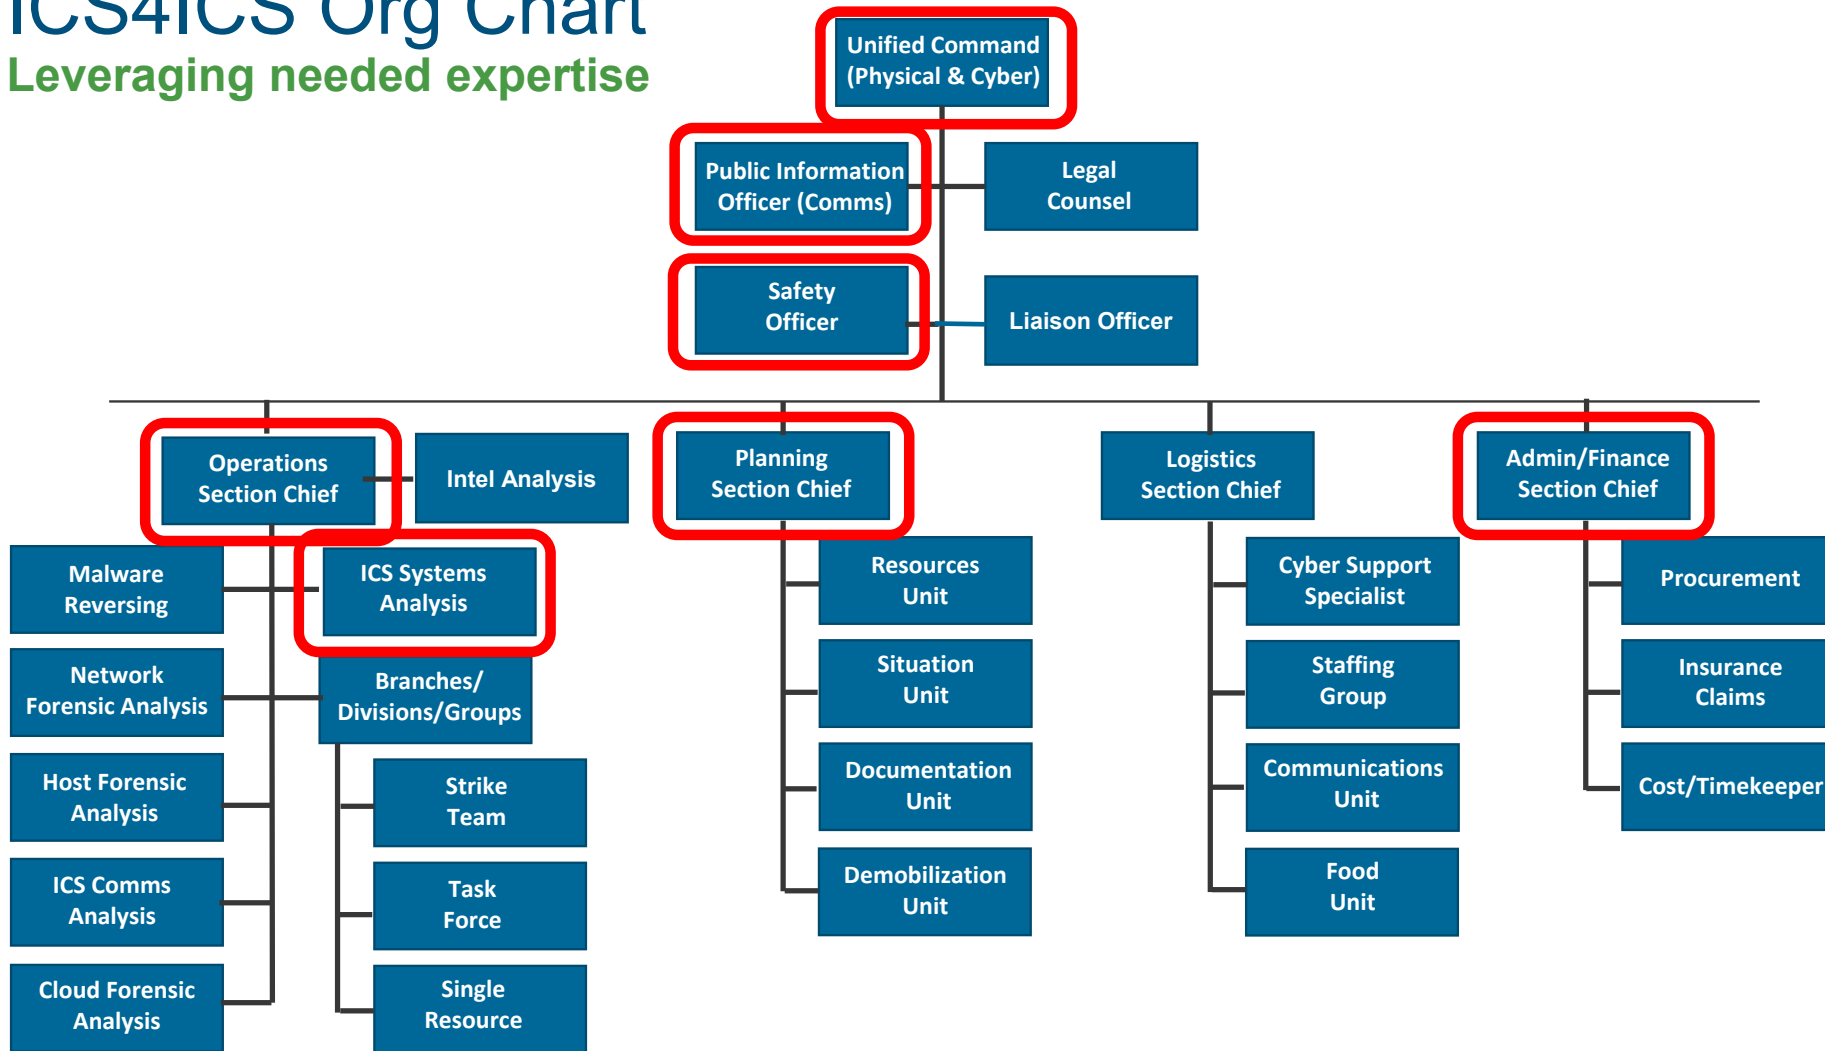 ICS4ICS Org Chart
Leveraging needed expertise
Unified Command
(Physical & Cyber)
Public Information
Officer (Comms)
Legal
Counsel
Safety
Officer
Liaison Officer
Operations
Section Chief
Intel Analysis
Planning
Section Chief
Logistics
Section Chief
Admin/Finance
Section Chief
Malware
Reversing
ICS Systems
Analysis
Network
Forensic Analysis
Branches/
Divisions/Groups
Host Forensic
Analysis
Strike
Team
ICS Comms
Analysis
Task
Force
Cloud Forensic
Analysis
Single
Resource
Resources
Unit
Situation
Unit
Documentation
Unit
Demobilization
Unit
Cyber Support
Specialist
Staffing
Group
Communications
Unit
Food
Unit
Procurement
Insurance
Claims
Cost/Timekeeper